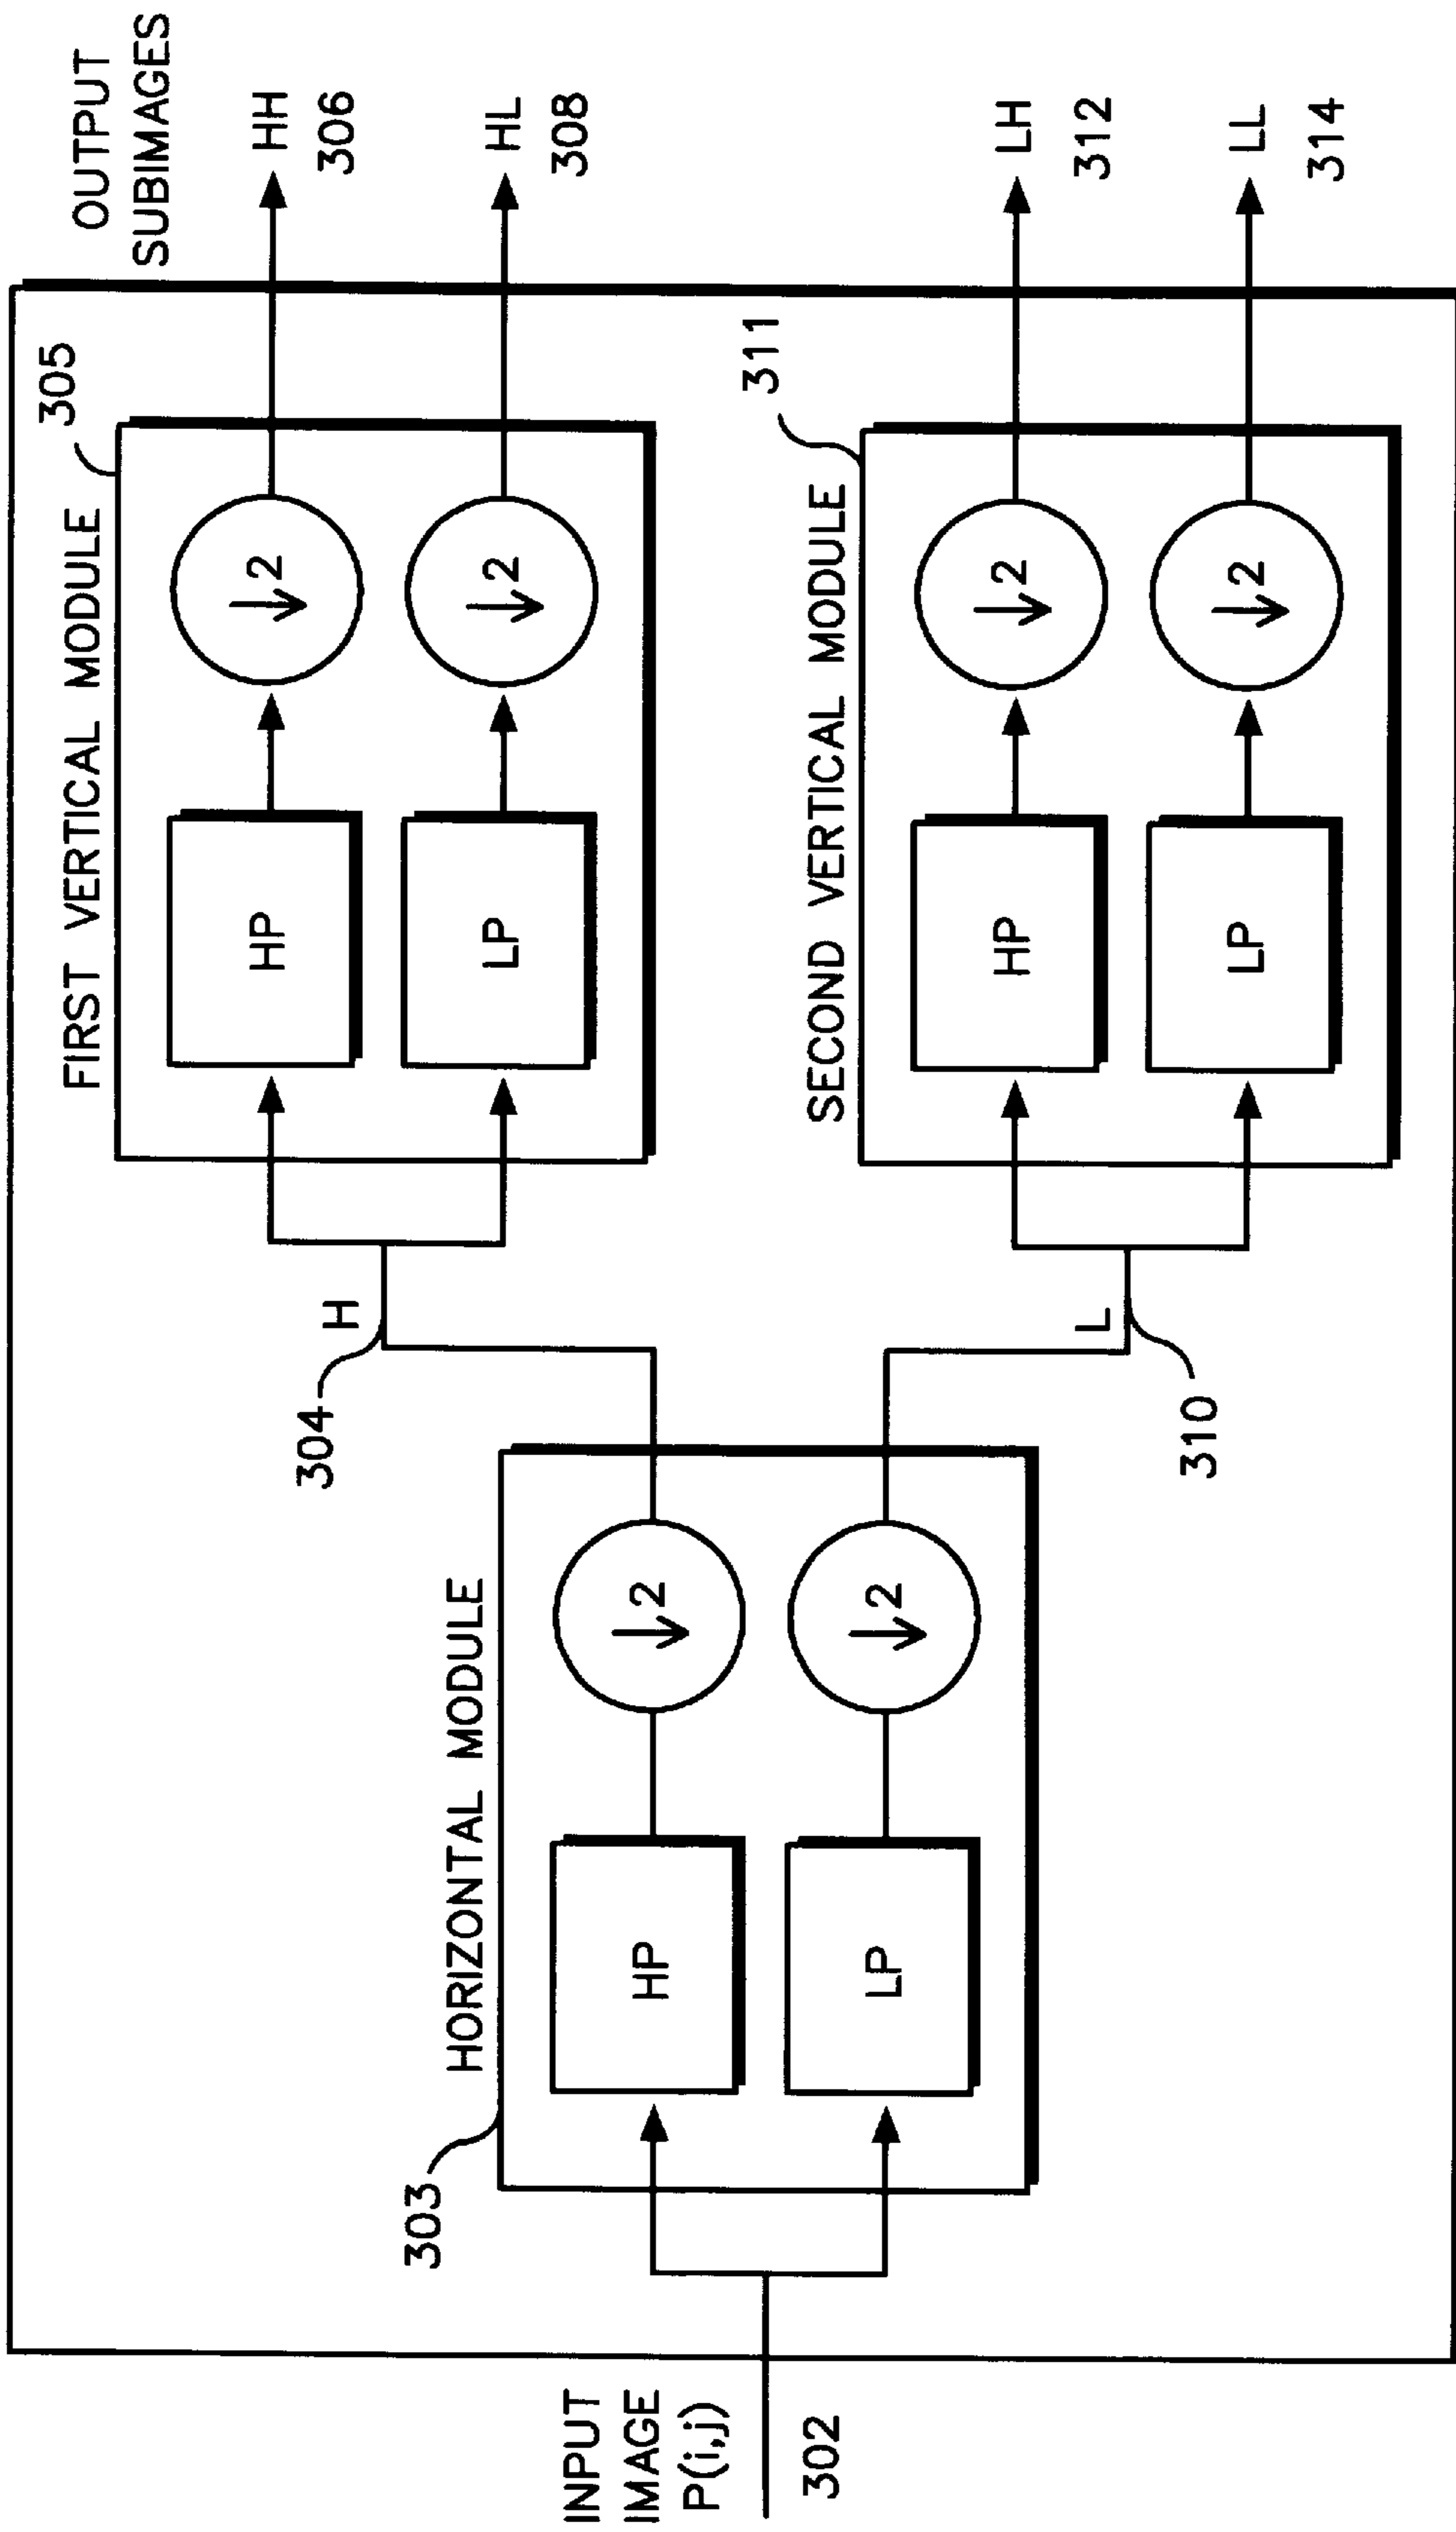 OUTPUT
SUBIMAGES
305
FIRST VERTICAL MODULE
HP
↓2
HH
306
LP
↓2
HL
308
304
H
303
HORIZONTAL MODULE
HP
↓2
LP
↓2
INPUT
IMAGE
P(i,j)
302
311
SECOND VERTICAL MODULE
HP
↓2
LH
312
L
310
LP
↓2
LL
314